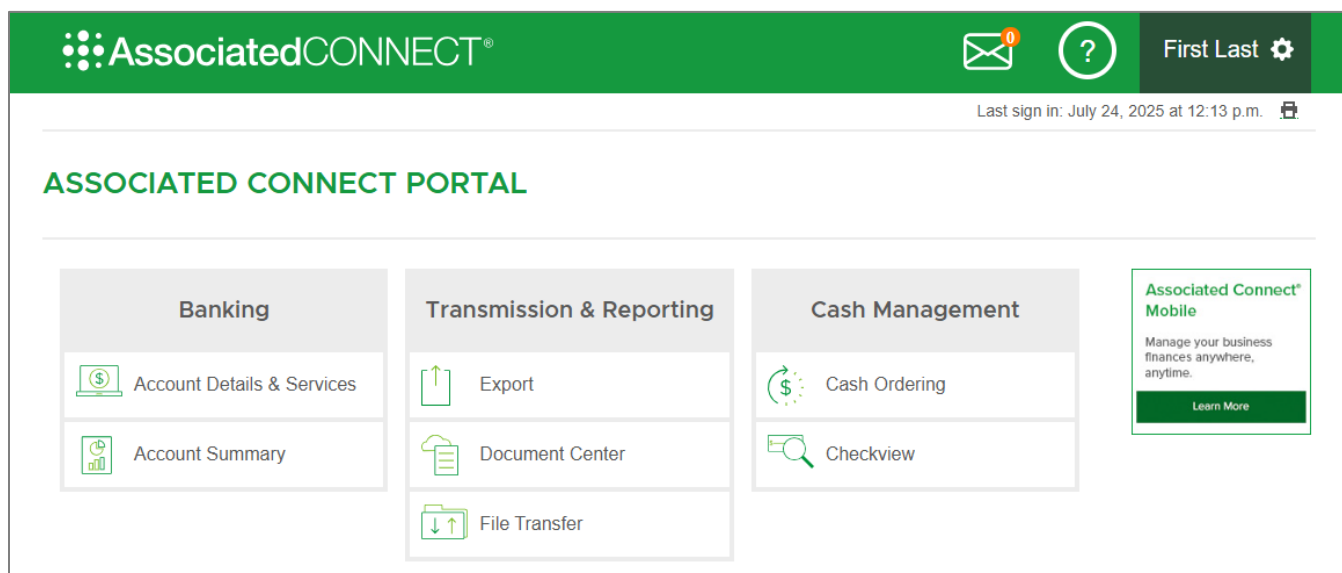 AssociatedCONNECT®
0
?
First Last
Last sign in: July 24, 2025 at 12:13 p.m.
ASSOCIATED CONNECT PORTAL
Banking
$
Account Details & Services
Account Summary
Transmission & Reporting
Export
Document Center
File Transfer
Cash Management
$
Cash Ordering
Checkview
Associated Connect®
Mobile
Manage your business
finances anywhere,
anytime.
Learn More